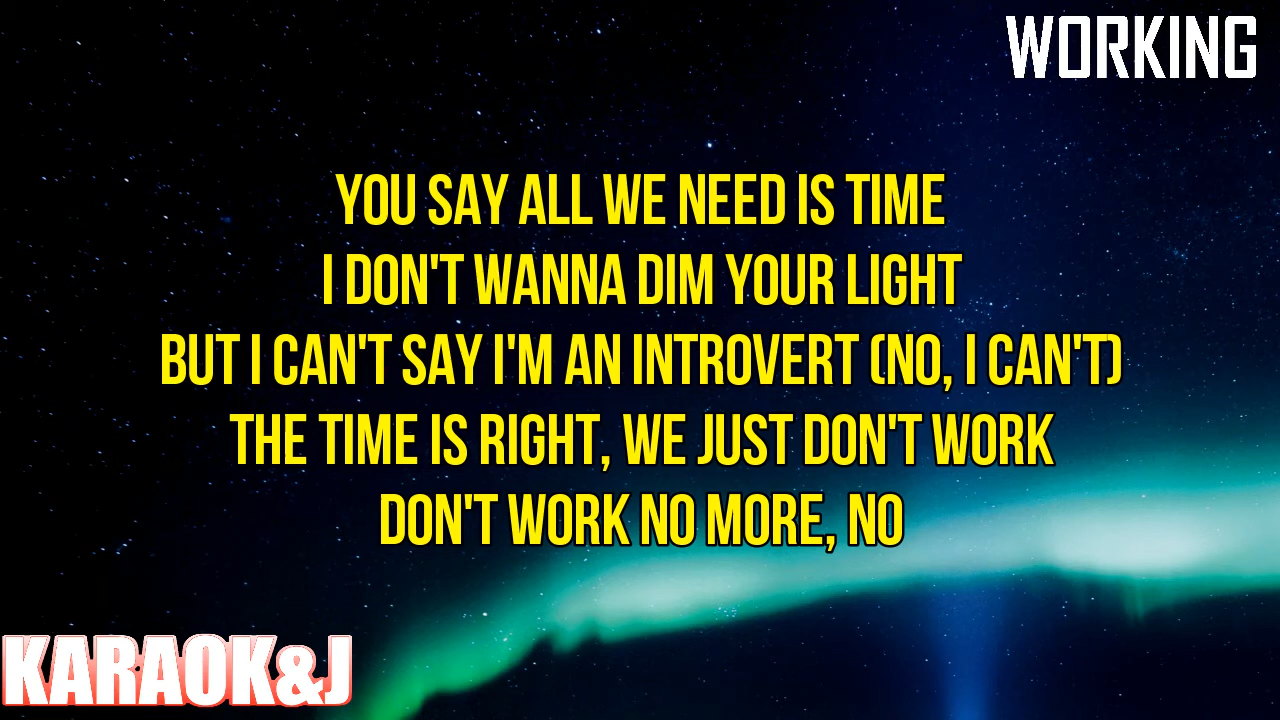 WORKING
YOU SAY ALL WE NEED IS TIME
I DON'T WANNA DIM YOUR LIGHT
BUT I CAN'T SAY I'M AN INTROVERT (NO, I CAN'T)
THE TIME IS RIGHT, WE JUST DON'T WORK
DON'T WORK NO MORE, NO
KARAOK&J